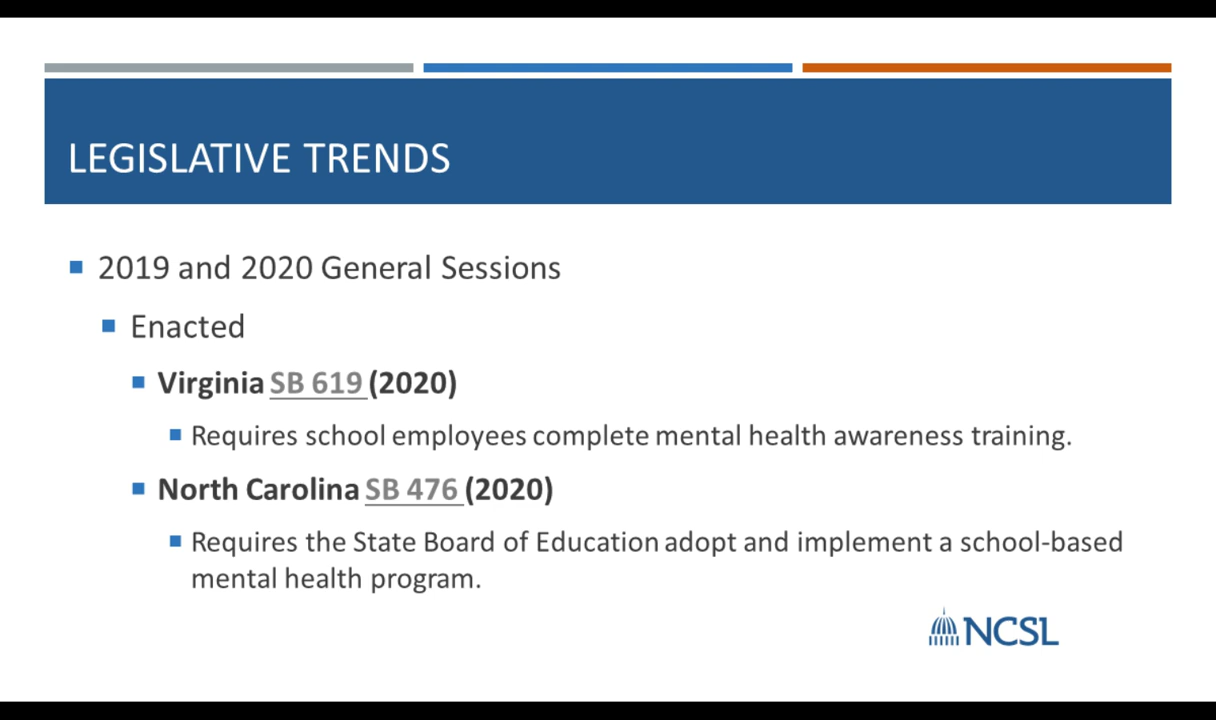 LEGISLATIVE TRENDS
2019 and 2020 General Sessions
Enacted
Virginia SB 619 (2020)
Requires school employees complete mental health awareness training.
North Carolina SB 476 (2020)
Requires the State Board of Education adopt and implement a school-based
mental health program.
NCSL